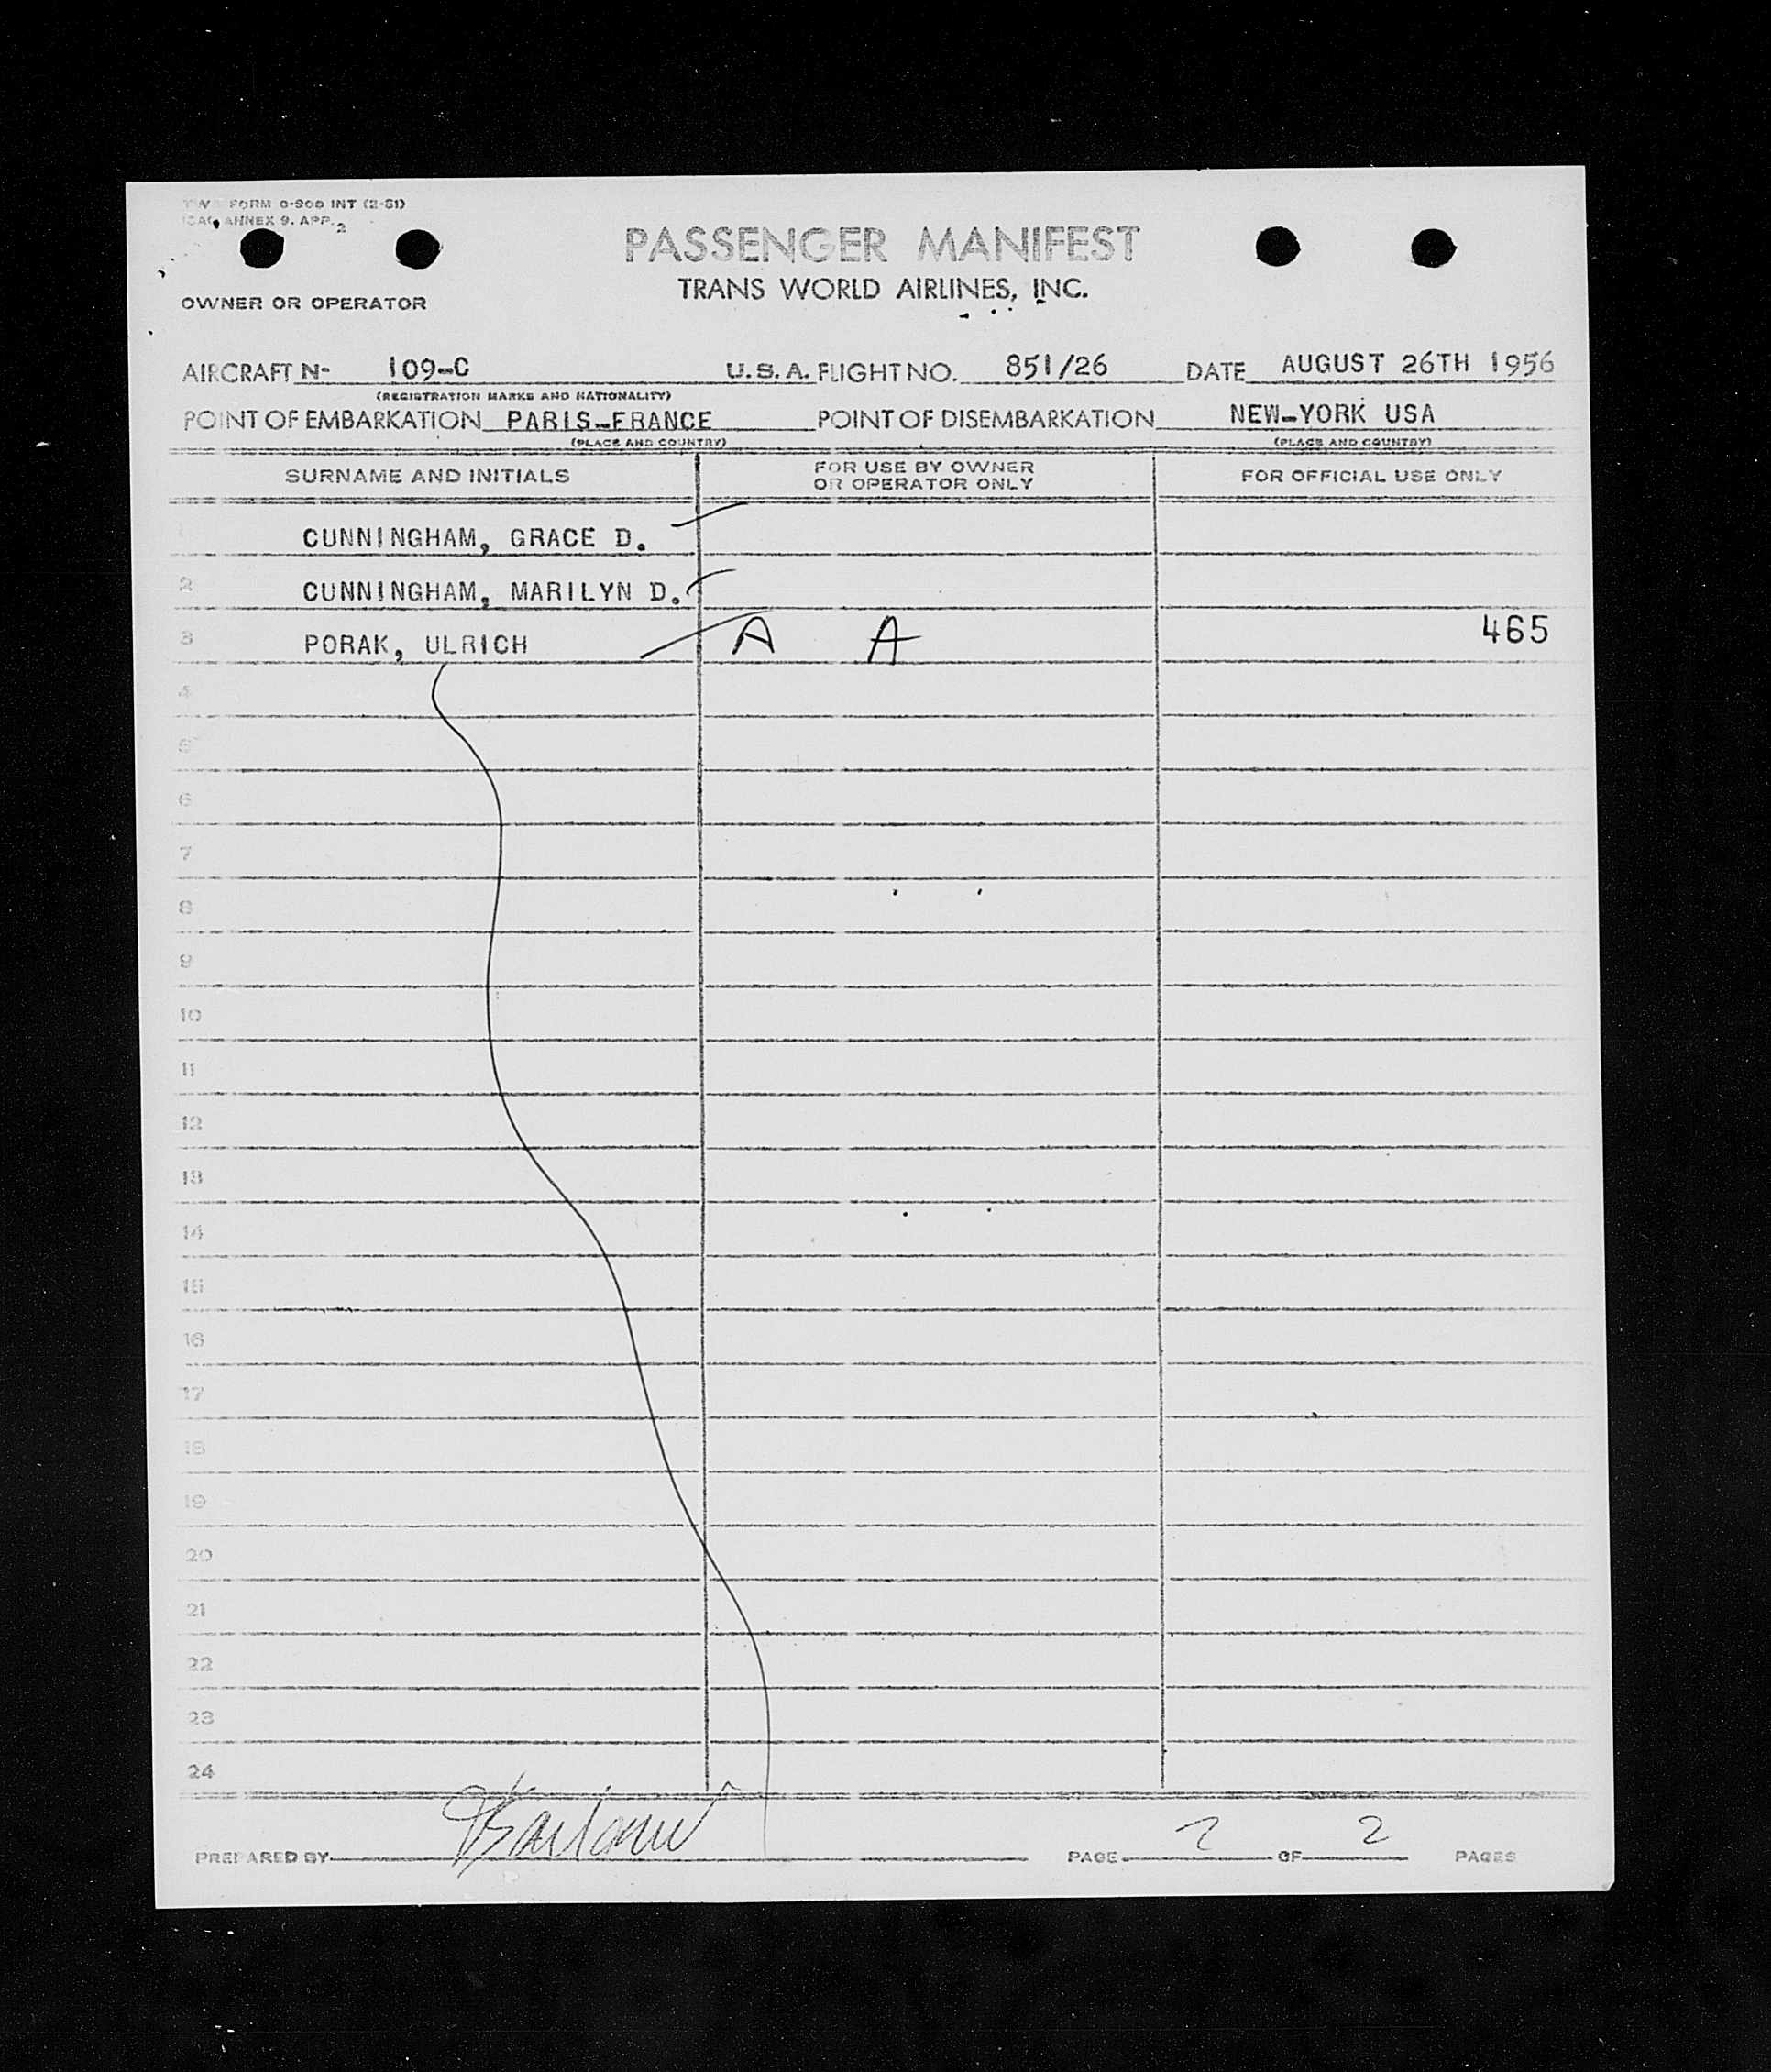 TWA FORM 0-800 INT (2-51)
ICAO ANNEX 9. APP. 2
PASSENGER MANIFEST
TRANS WORLD AIRLINES, INC.
OWNER OR OPERATOR
AIRCRAFT N- 109-C U.S.A. FLIGHT NO. 851/26 DATE AUGUST 26TH 1956
(REGISTRATION MARKS AND NATIONALITY)
POINT OF EMBARKATION PARIS-FRANCE POINT OF DISEMBARKATION NEW-YORK USA
(PLACE AND COUNTRY) (PLACE AND COUNTRY)
SURNAME AND INITIALS FOR USE BY OWNER OR OPERATOR ONLY FOR OFFICIAL USE ONLY
CUNNINGHAM, GRACE D.
2 CUNNINGHAM, MARILYN D.
3 PORAK, ULRICH A A 465
4
5
6
7
8
9
10
11
12
13
14
15
16
17
18
19
20
21
22
23
24
PREPARED BY PAGE 2 OF 2 PAGES